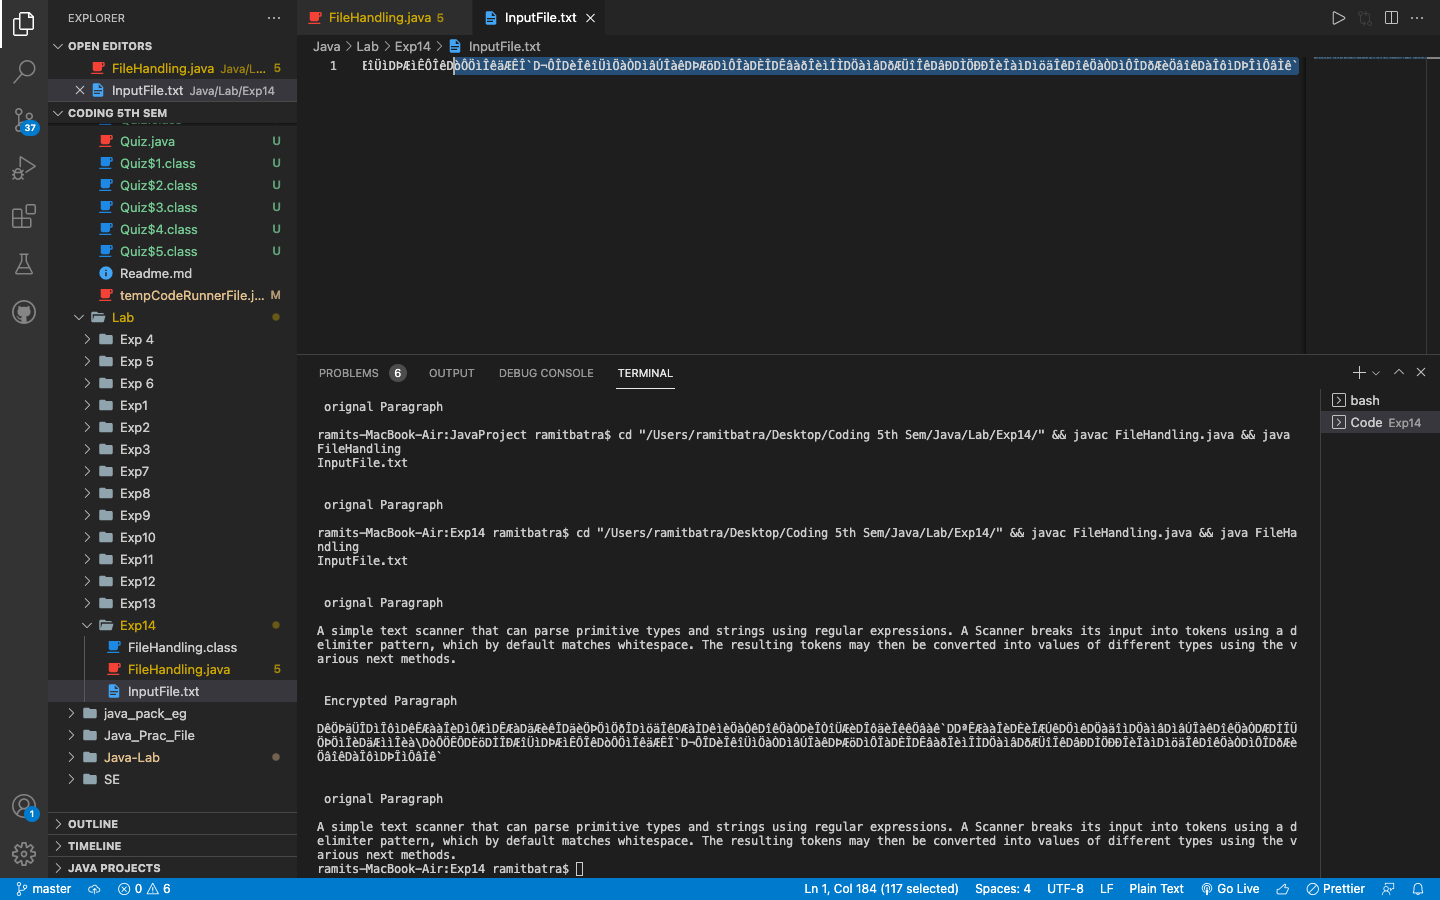 EXPLORER
OPEN EDITORS
FileHandling.java Java/L... 5
InputFile.txt Java/Lab/Exp14
CODING 5TH SEM
Quiz.java U
Quiz$1.class U
Quiz$2.class U
Quiz$3.class U
Quiz$4.class U
Quiz$5.class U
Readme.md
tempCodeRunnerFile.j... M
Lab
Exp 4
Exp 5
Exp 6
Exp1
Exp2
Exp3
Exp7
Exp8
Exp9
Exp10
Exp11
Exp12
Exp13
Exp14
FileHandling.class
FileHandling.java 5
InputFile.txt
java_pack_eg
Java_Prac_File
Java-Lab
SE
OUTLINE
TIMELINE
JAVA PROJECTS
37
1
FileHandling.java 5
InputFile.txt
Java > Lab > Exp14 > InputFile.txt
1
PROBLEMS 6 OUTPUT DEBUG CONSOLE TERMINAL
bash
Code Exp14
orignal Paragraph
ramits-MacBook-Air:JavaProject ramitbatra$ cd "/Users/ramitbatra/Desktop/Coding 5th Sem/Java/Lab/Exp14/" && javac FileHandling.java && java
FileHandling
InputFile.txt
orignal Paragraph
ramits-MacBook-Air:Exp14 ramitbatra$ cd "/Users/ramitbatra/Desktop/Coding 5th Sem/Java/Lab/Exp14/" && javac FileHandling.java && java FileHa
ndling
InputFile.txt
orignal Paragraph
A simple text scanner that can parse primitive types and strings using regular expressions. A Scanner breaks its input into tokens using a d
elimiter pattern, which by default matches whitespace. The resulting tokens may then be converted into values of different types using the v
arious next methods.
Encrypted Paragraph
orignal Paragraph
A simple text scanner that can parse primitive types and strings using regular expressions. A Scanner breaks its input into tokens using a d
elimiter pattern, which by default matches whitespace. The resulting tokens may then be converted into values of different types using the v
arious next methods.
ramits-MacBook-Air:Exp14 ramitbatra$
master 0 6 Ln 1, Col 184 (117 selected) Spaces: 4 UTF-8 LF Plain Text Go Live Prettier